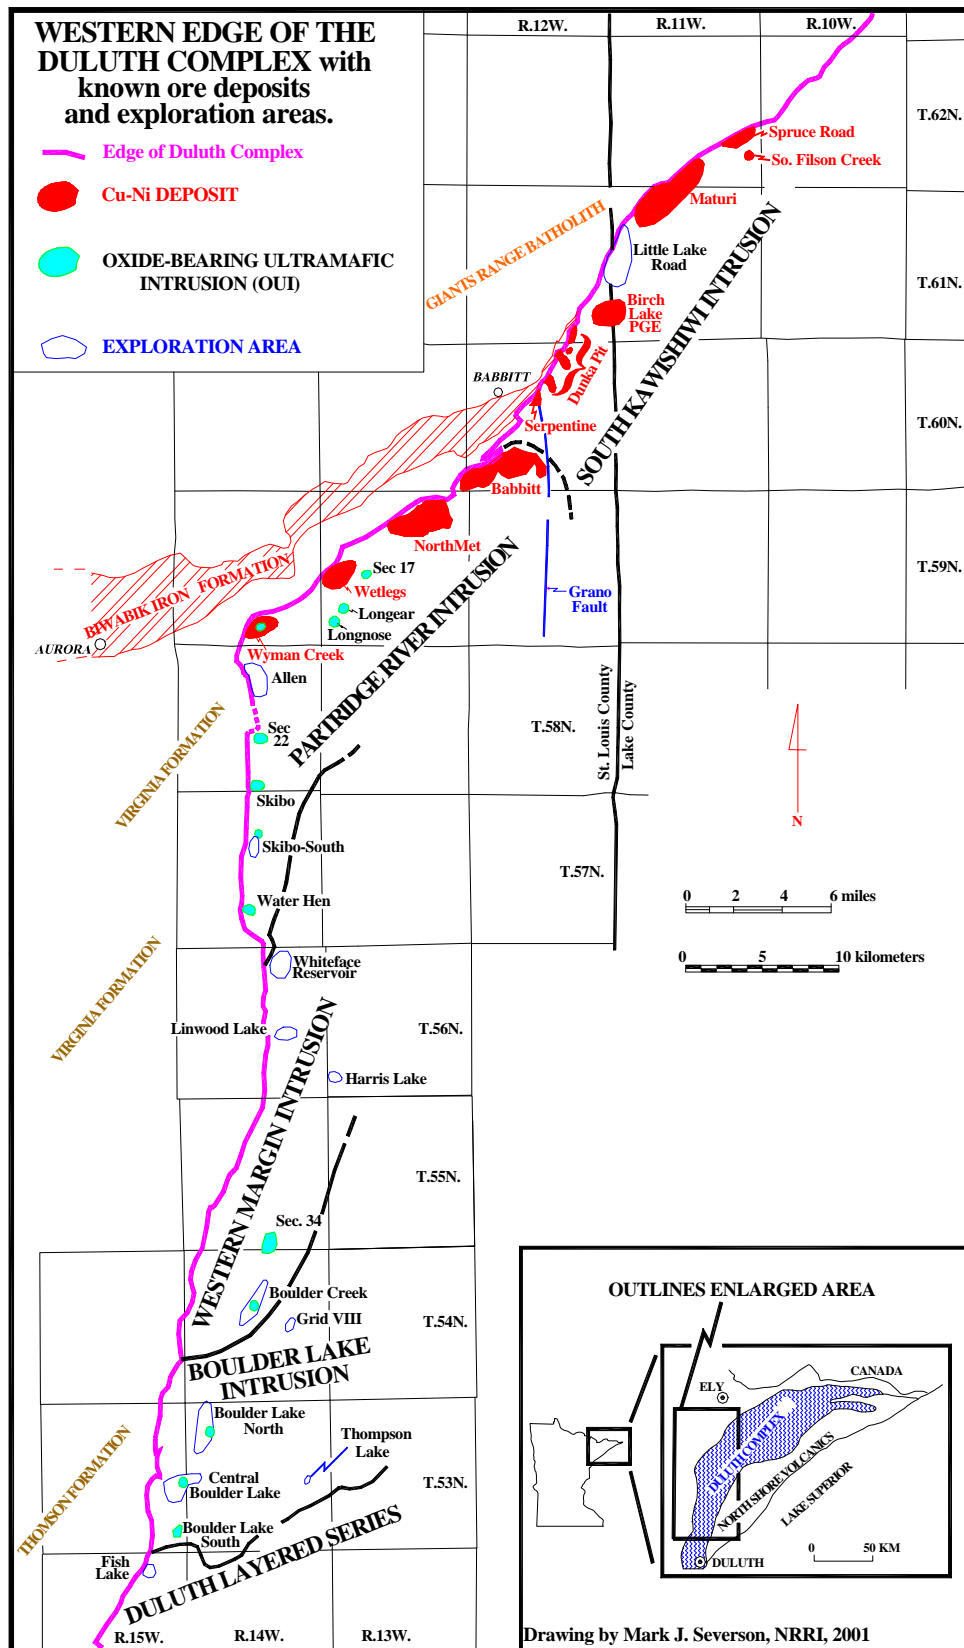 WESTERN EDGE OF THE
DULUTH COMPLEX with
known ore deposits
and exploration areas.
Edge of Duluth Complex
Cu-Ni DEPOSIT
OXIDE-BEARING ULTRAMAFIC
INTRUSION (OUI)
EXPLORATION AREA
R.12W.
R.11W.
R.10W.
T.62N.
Spruce Road
So. Filson Creek
Maturi
GIANTS RANGE BATHOLITH
Little Lake
Road
T.61N.
Birch
Lake
PGE
SOUTH KAWISHIWI INTRUSION
Dunka Pit
BABBITT
Serpentine
T.60N.
Babbitt
NorthMet
T.59N.
Sec 17
Wetlegs
Grano
Fault
BIWABIK IRON FORMATION
Longear
Longnose
AURORA
Wyman Creek
PARTRIDGE RIVER INTRUSION
Allen
Sec
22
T.58N.
St. Louis County
Lake County
VIRGINIA FORMATION
N
Skibo
Skibo-South
T.57N.
Water Hen
0 2 4 6 miles
0 5 10 kilometers
VIRGINIA FORMATION
Whiteface
Reservoir
Linwood Lake
T.56N.
Harris Lake
WESTERN MARGIN INTRUSION
T.55N.
Sec. 34
Boulder Creek
Grid VIII
T.54N.
BOULDER LAKE
INTRUSION
Boulder Lake
North
Thompson
Lake
THOMSON FORMATION
Central
Boulder Lake
T.53N.
Boulder Lake
South
DULUTH LAYERED SERIES
Fish
Lake
R.15W.
R.14W.
R.13W.
OUTLINES ENLARGED AREA
CANADA
ELY
DULUTH COMPLEX
NORTH SHORE VOLCANICS
LAKE SUPERIOR
DULUTH
0 50 KM
Drawing by Mark J. Severson, NRRI, 2001